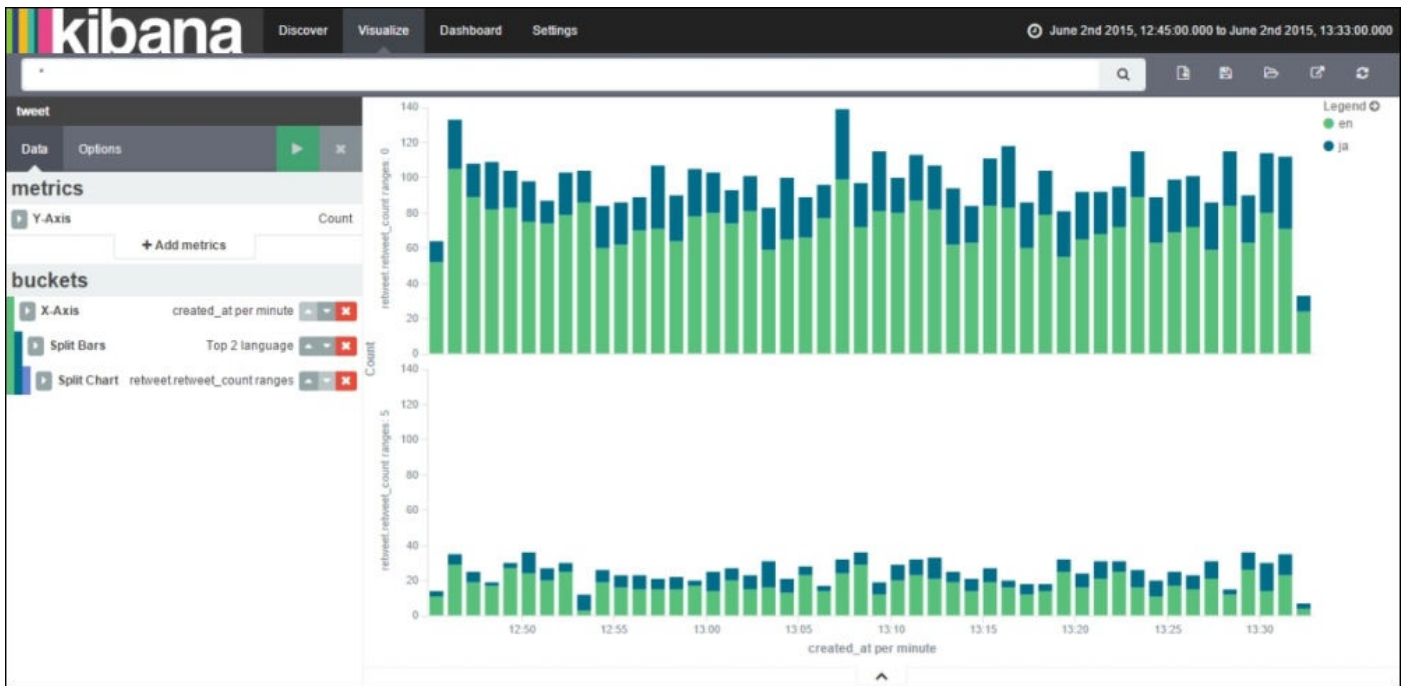 kibana
Discover Visualize Dashboard Settings
June 2nd 2015, 12:45:00.000 to June 2nd 2015, 13:33:00.000
*
tweet
Data Options
metrics
Y-Axis Count
+ Add metrics
buckets
X-Axis created_at per minute
Split Bars Top 2 language
Split Chart retweet.retweet_count ranges
Legend
en
ja
retweet.retweet_count ranges: 0
140
120
100
80
60
40
20
0
Count
retweet.retweet_count ranges: 5
140
120
100
80
60
40
20
0
12:50 12:55 13:00 13:05 13:10 13:15 13:20 13:25 13:30
created_at per minute